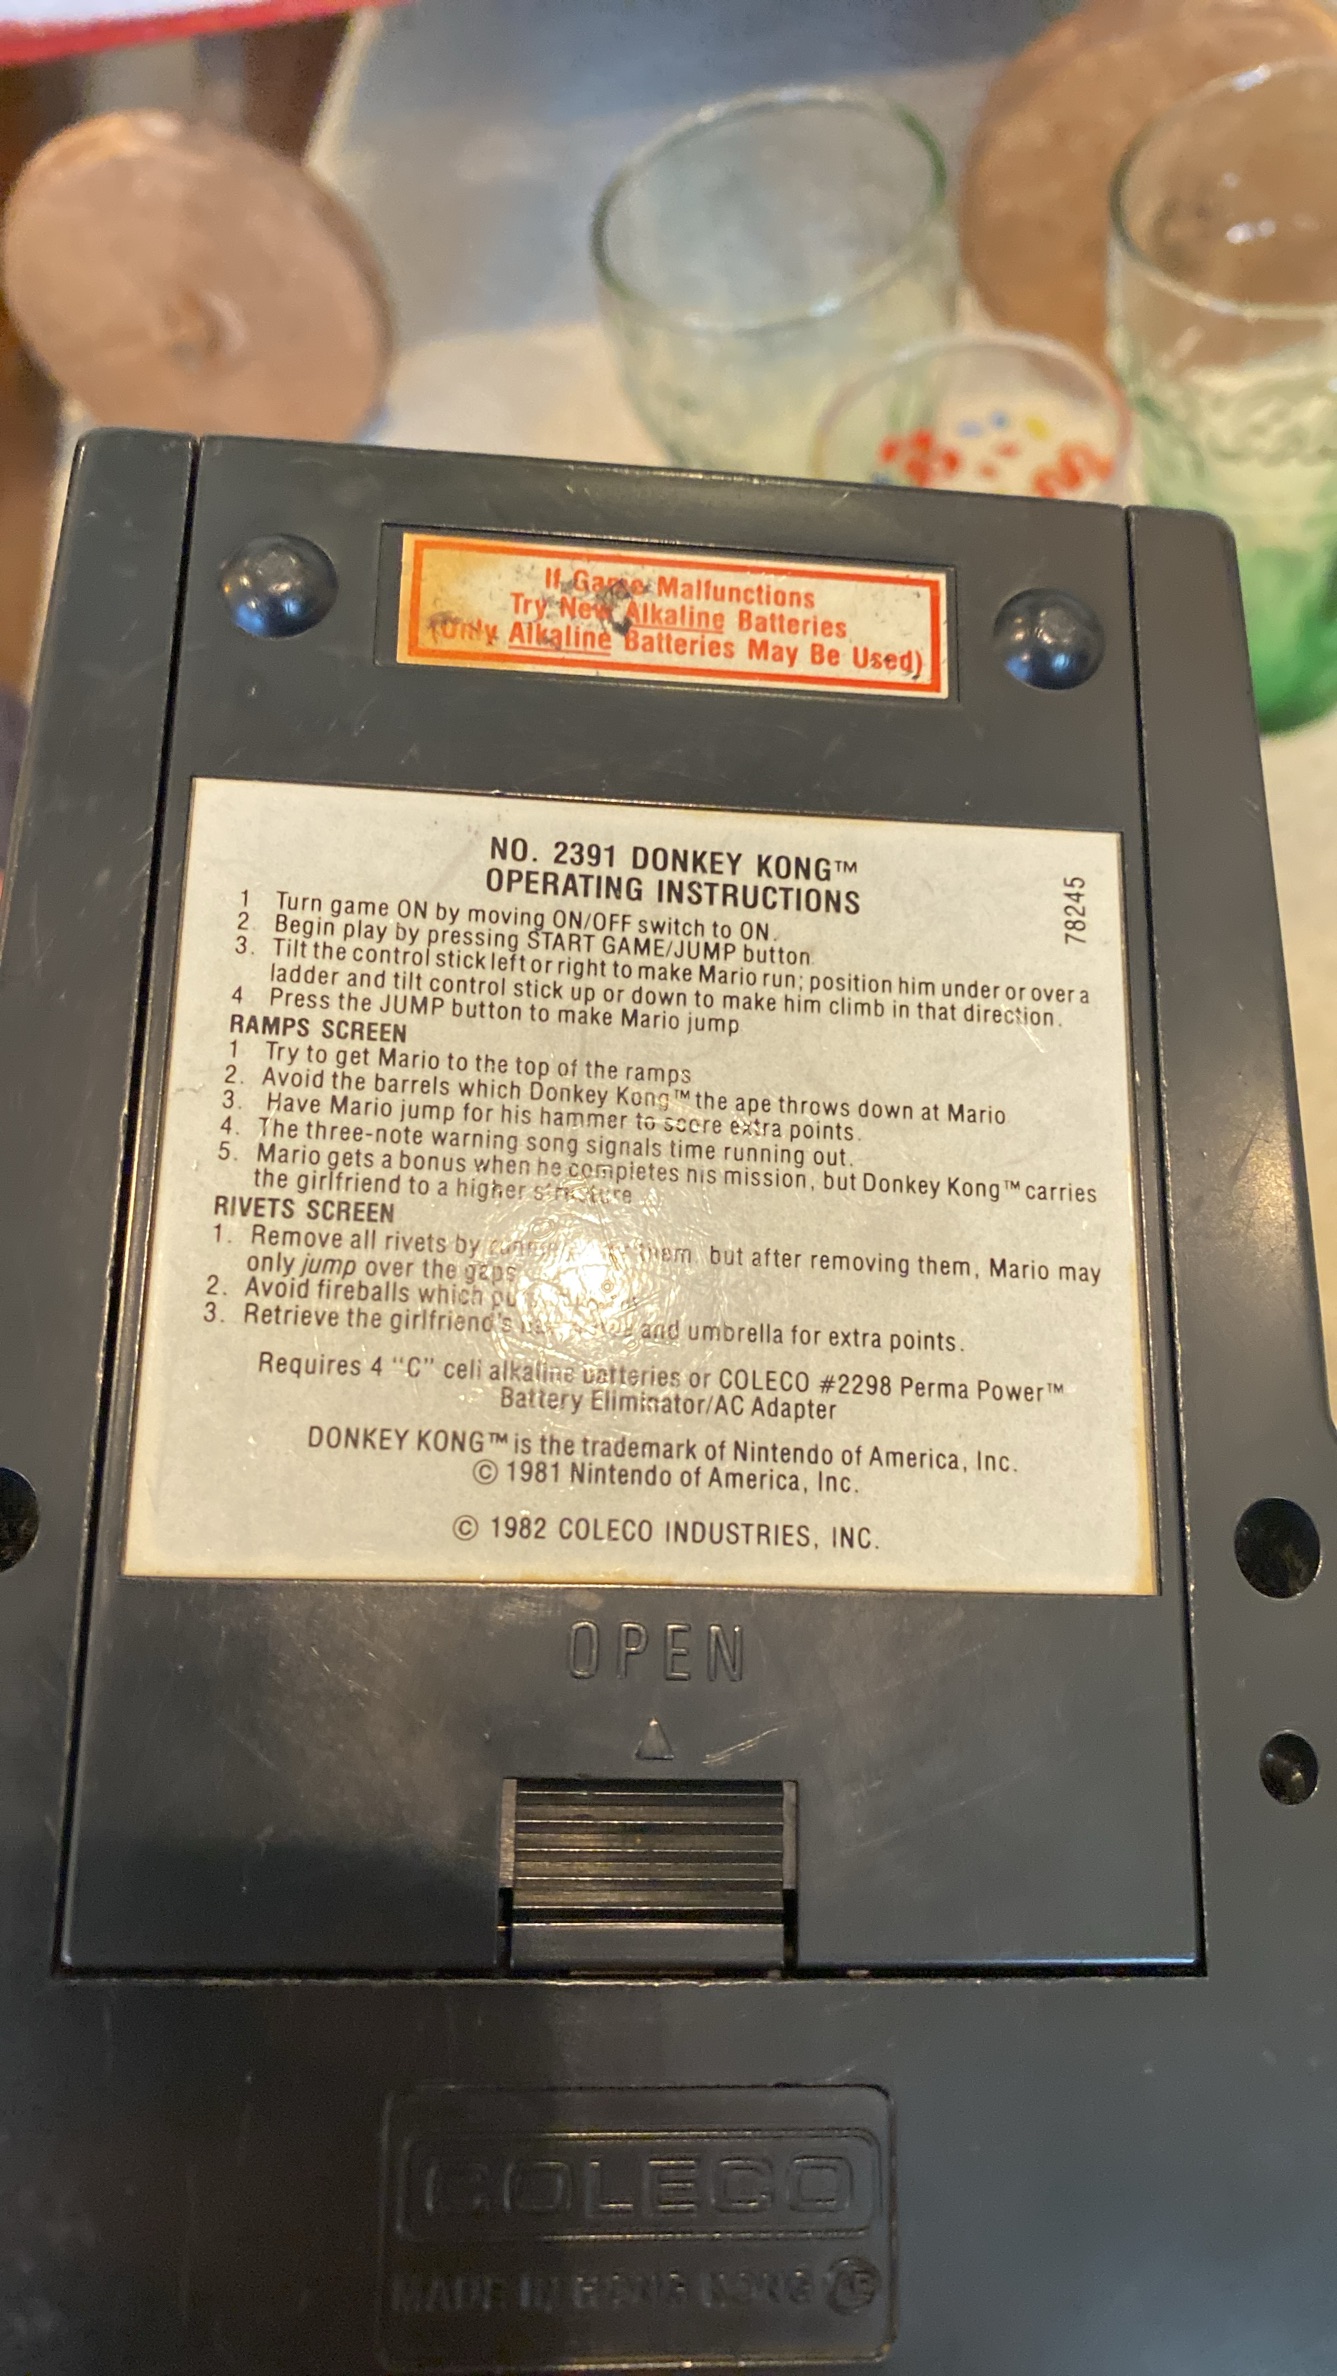 If Game Malfunctions
Try New Alkaline Batteries
(Only Alkaline Batteries May Be Used)
NO. 2391 DONKEY KONG™
OPERATING INSTRUCTIONS
78245
1 Turn game ON by moving ON/OFF switch to ON.
2. Begin play by pressing START GAME/JUMP button
3. Tilt the control stick left or right to make Mario run; position him under or over a
ladder and tilt control stick up or down to make him climb in that direction.
4 Press the JUMP button to make Mario jump
RAMPS SCREEN
1 Try to get Mario to the top of the ramps
2. Avoid the barrels which Donkey Kong™ the ape throws down at Mario
3. Have Mario jump for his hammer to score extra points.
4. The three-note warning song signals time running out.
5. Mario gets a bonus when he completes his mission, but Donkey Kong™ carries
the girlfriend to a higher
RIVETS SCREEN
1. Remove all rivets by them but after removing them, Mario may
only jump over the gaps
2. Avoid fireballs which
3. Retrieve the girlfriend's and umbrella for extra points.
Requires 4 "C" cell alkaline batteries or COLECO #2298 Perma Power™
Battery Eliminator/AC Adapter
DONKEY KONG™ is the trademark of Nintendo of America, Inc.
© 1981 Nintendo of America, Inc.
© 1982 COLECO INDUSTRIES, INC.
OPEN
COLECO
MADE IN HONG KONG